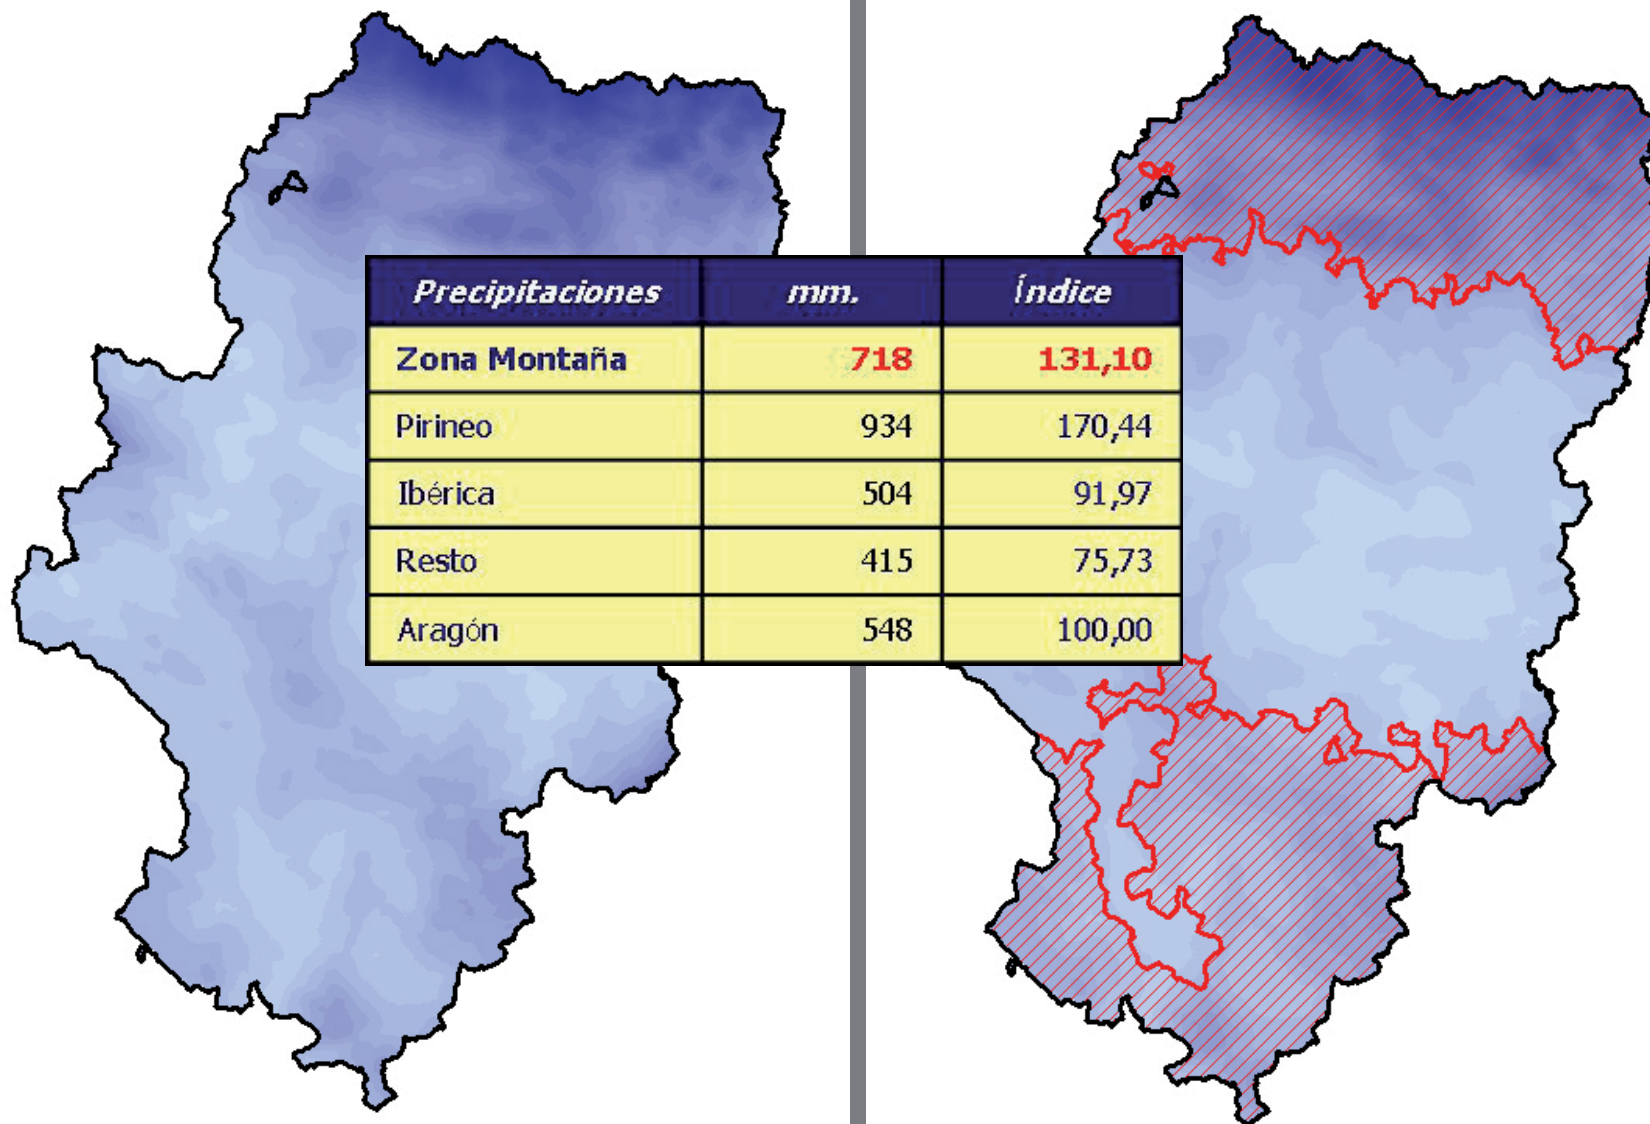 Precipitaciones mm. Índice
Zona Montaña 718 131,10
Pirineo 934 170,44
Ibérica 504 91,97
Resto 415 75,73
Aragón 548 100,00